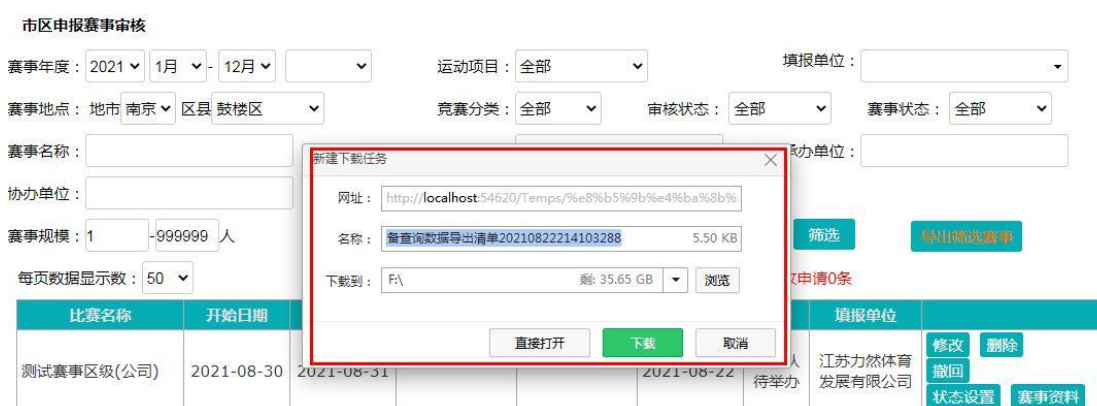 市区申报赛事审核
赛事年度：2021 1月 - 12月 运动项目：全部 填报单位：
赛事地点：地市 南京 区县 鼓楼区 竞赛分类：全部 审核状态：全部 赛事状态：全部
赛事名称： 办单位：
协办单位：
赛事规模：1 -999999 人 筛选 导出筛选赛事
每页数据显示数：50 申请0条
新建下载任务
网址：http://localhost:54620/Temps/%e8%b5%9b%e4%ba%8b%
名称：备查询数据导出清单20210822214103288 5.50 KB
下载到：F:\ 剩: 35.65 GB 浏览
直接打开 下载 取消
比赛名称 开始日期 填报单位
测试赛事区级(公司) 2021-08-30 2021-08-31 2021-08-22 待举办 江苏力然体育
发展有限公司
修改 删除
撤回
状态设置 赛事资料